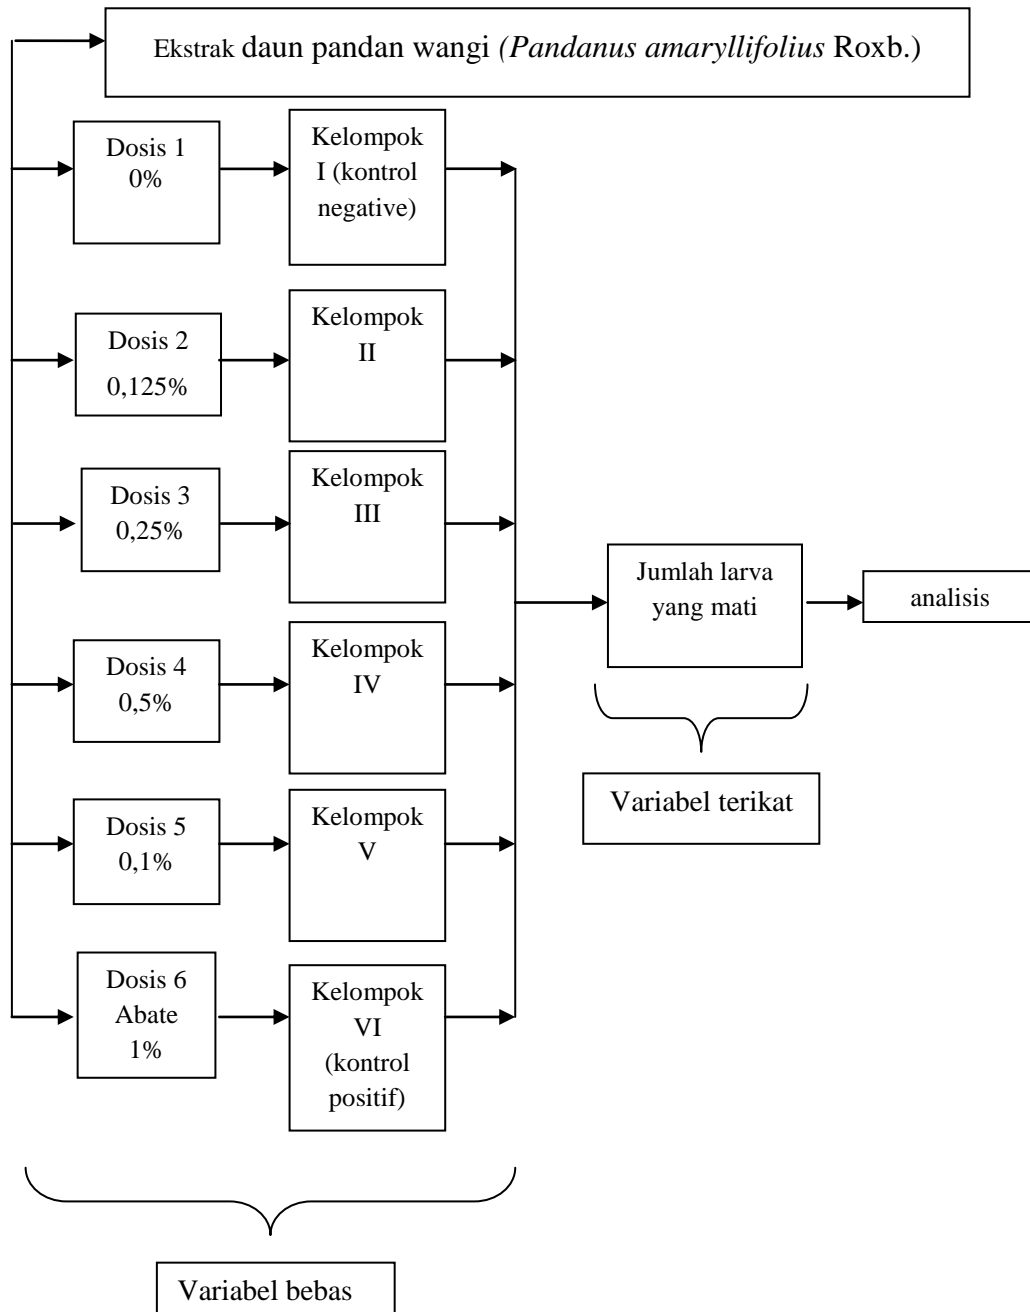 Ekstrak daun pandan wangi (Pandanus amaryllifolius Roxb.)
Dosis 1
0%
Kelompok
I (kontrol
negative)
Dosis 2
0,125%
Kelompok
II
Dosis 3
0,25%
Kelompok
III
Jumlah larva
yang mati
analisis
Dosis 4
0,5%
Kelompok
IV
Variabel terikat
Dosis 5
0,1%
Kelompok
V
Dosis 6
Abate
1%
Kelompok
VI
(kontrol
positif)
Variabel bebas